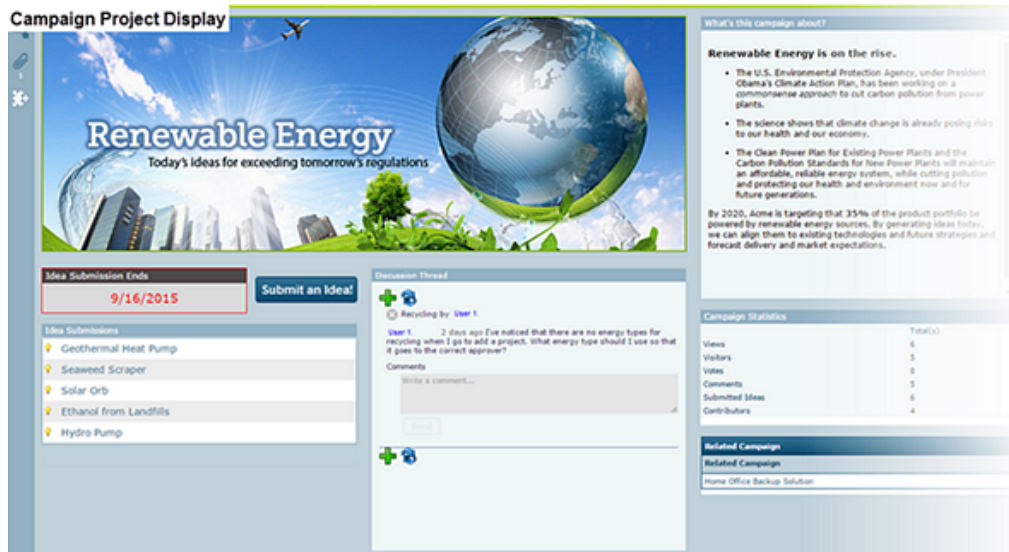 Campaign Project Display
Renewable Energy
Today's ideas for exceeding tomorrow's regulations
What's this campaign about?
Renewable Energy is on the rise.
• The U.S. Environmental Protection Agency, under President
Obama's Climate Action Plan, has been working on a
commonsense approach to cut carbon pollution from power
plants.
• The science shows that climate change is already posing risks
to our health and our economy.
• The Clean Power Plan for Existing Power Plants and the
Carbon Pollution Standards for New Power Plants will maintain
an affordable, reliable energy system, while cutting pollution
and protecting our health and environment now and for
future generations.
By 2020, Acme is targeting that 35% of the product portfolio be
powered by renewable energy sources. By generating ideas today,
we can align them to existing technologies and future strategies and
forecast delivery and market expectations.
Idea Submission Ends
9/16/2015
Submit an Idea!
Idea Submissions
Geothermal Heat Pump
Seaweed Scraper
Solar Orb
Ethanol from Landfills
Hydro Pump
Discussion Thread
Recycling by User 1.
User 1. 2 days ago I've noticed that there are no energy types for
recycling when I go to add a project. What energy type should I use so that
it goes to the correct approver?
Comments
Write a comment...
Send
Campaign Statistics
Total(s)
Views 6
Visitors 5
Votes 8
Comments 5
Submitted Ideas 6
Contributors 4
Related Campaign
Related Campaign
Home Office Backup Solution